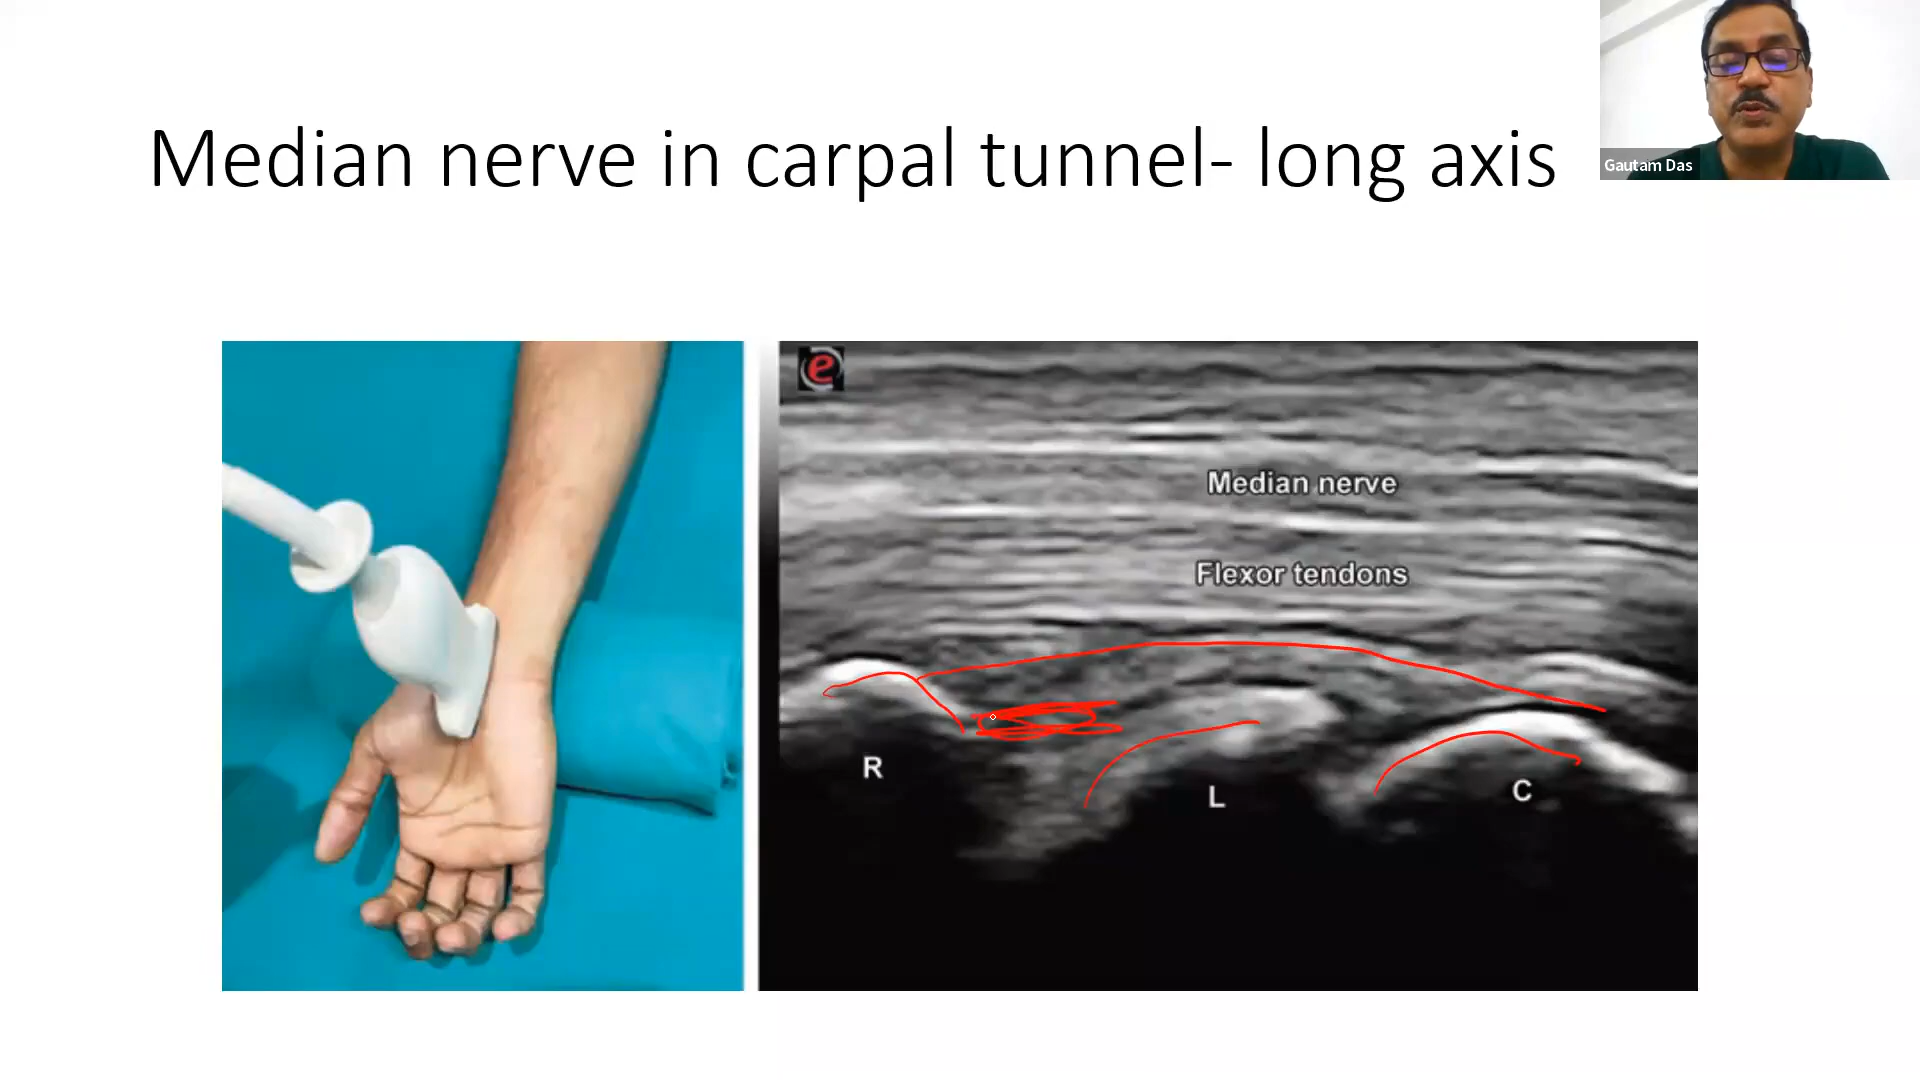 Median nerve in carpal tunnel- long axis
Gautam Das
e
Median nerve
Flexor tendons
R
L
C